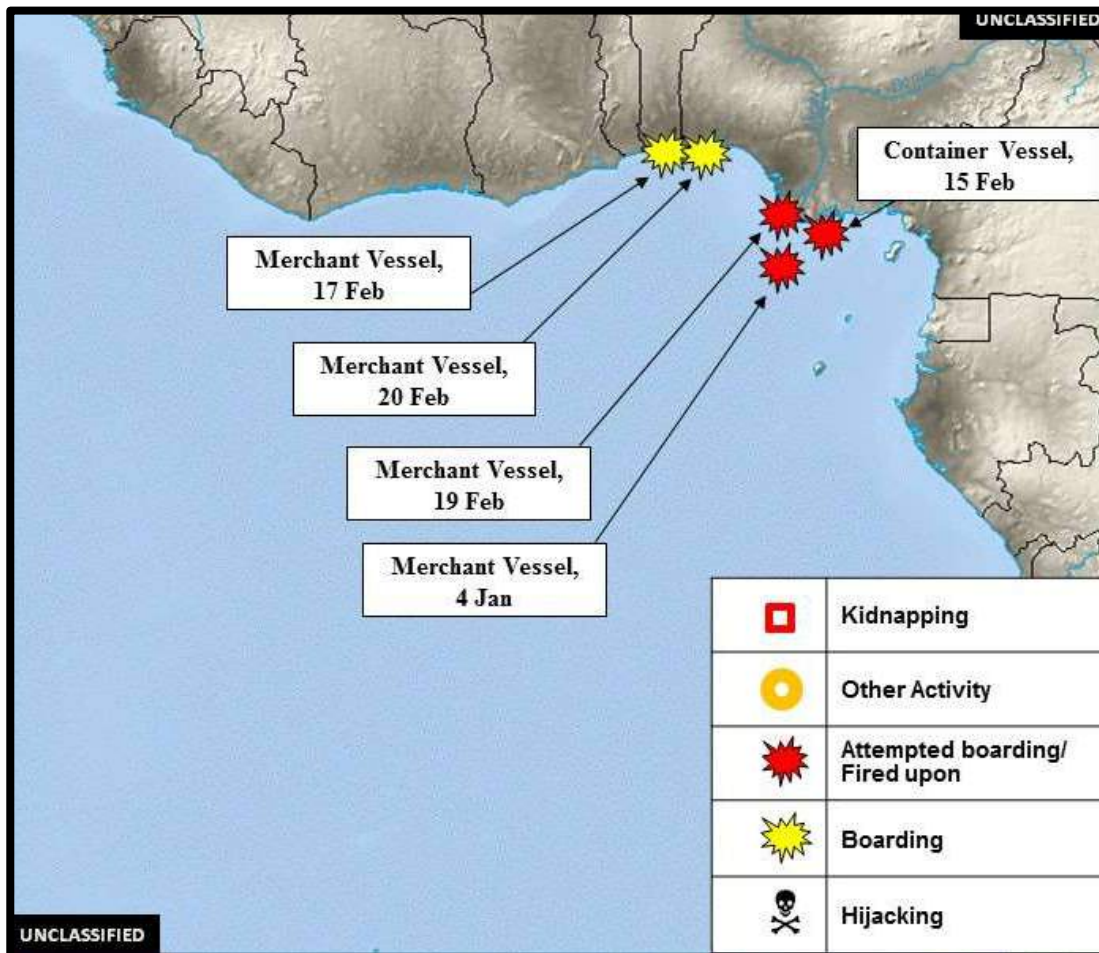 UNCLASSIFIED
Container Vessel,
15 Feb
Merchant Vessel,
17 Feb
Merchant Vessel,
20 Feb
Merchant Vessel,
19 Feb
Merchant Vessel,
4 Jan
Kidnapping
Other Activity
Attempted boarding/
Fired upon
Boarding
Hijacking
UNCLASSIFIED